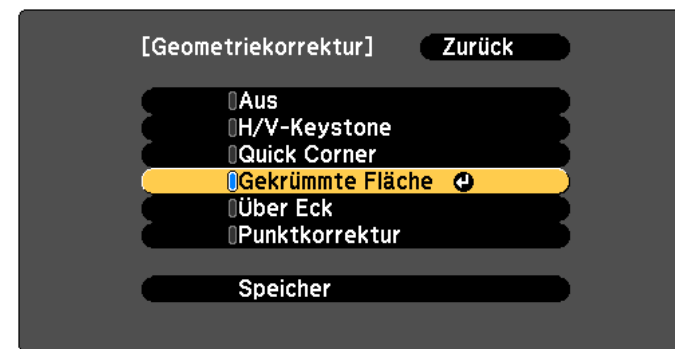 [Geometriekorrektur] Zurück
Aus
H/V-Keystone
Quick Corner
Gekrümmte Fläche
Über Eck
Punktkorrektur
Speicher